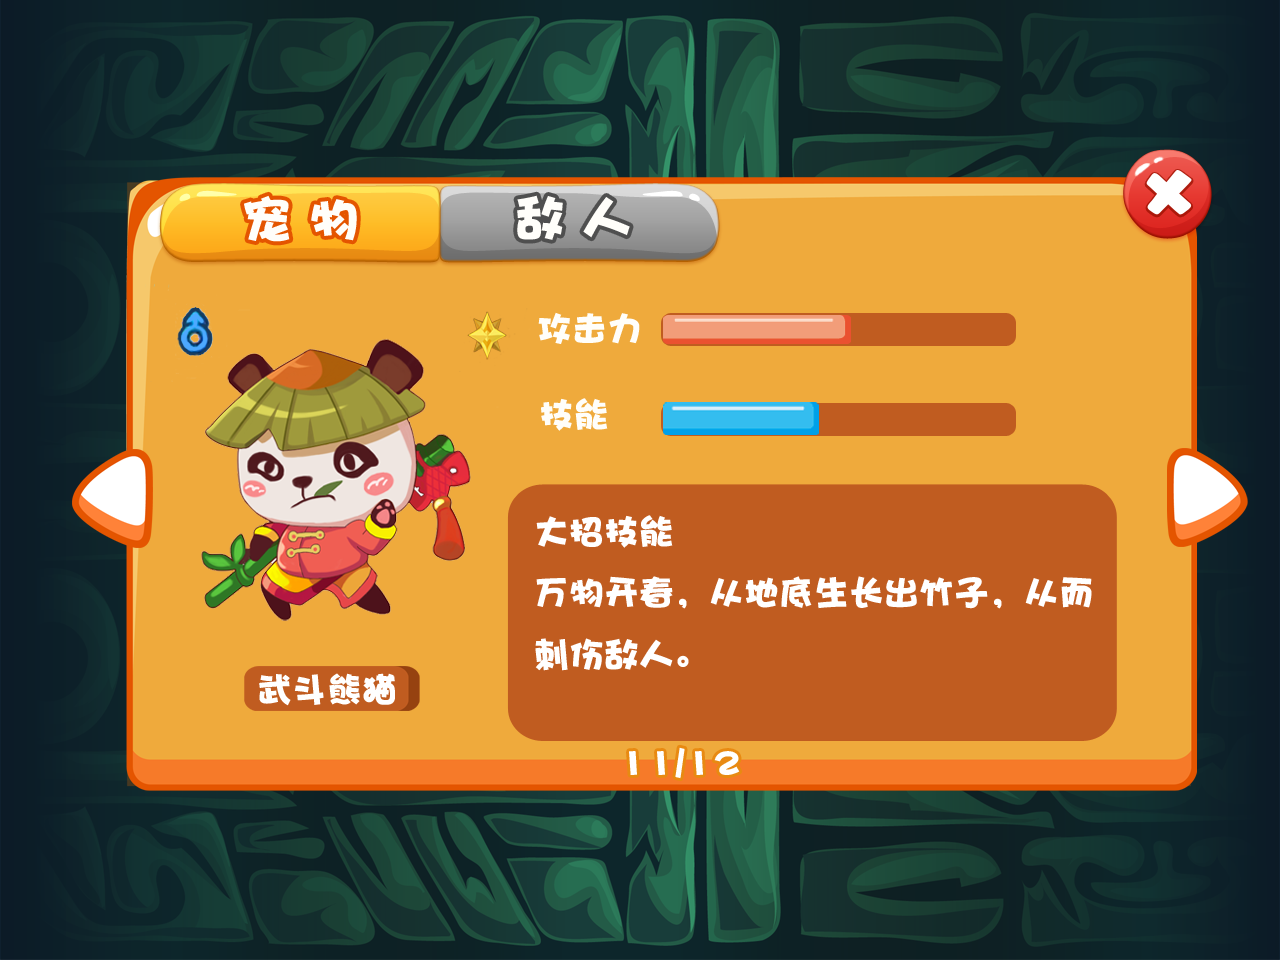 宠物
敌人
攻击力
技能
大招技能
万物开春，从地底生长出竹子，从而
刺伤敌人。
武斗熊猫
11/12